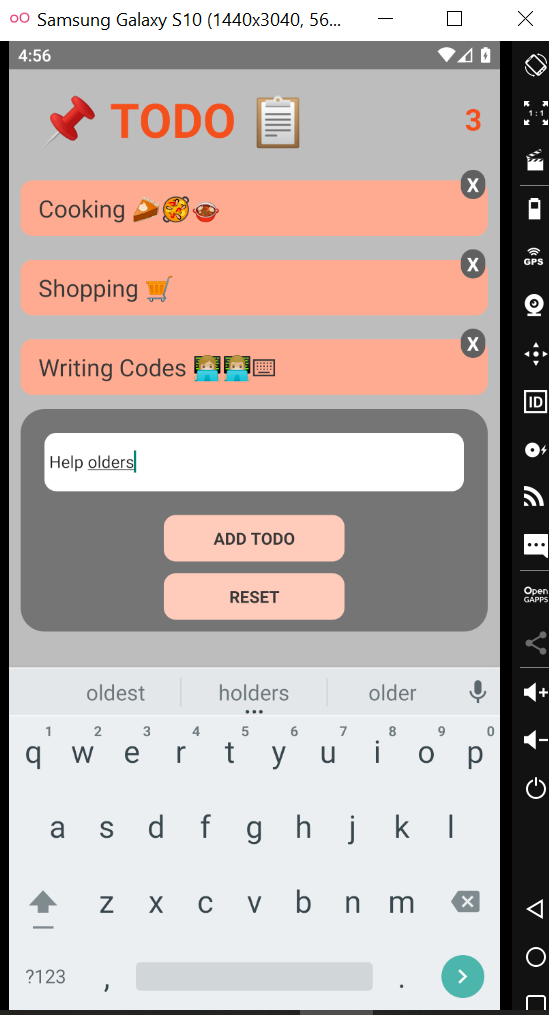 Samsung Galaxy S10 (1440x3040, 56...
4:56
📌 TODO 📋 3
X
Cooking 🥧🥘🍲
X
Shopping 🛒
X
Writing Codes 👩🏼‍💻👨🏼‍💻⌨
Help olders
ADD TODO
RESET
oldest holders older
1 2 3 4 5 6 7 8 9 0
q w e r t y u i o p
a s d f g h j k l
z x c v b n m
?123 , .
1:1
GPS
ID
Open
GAPPS